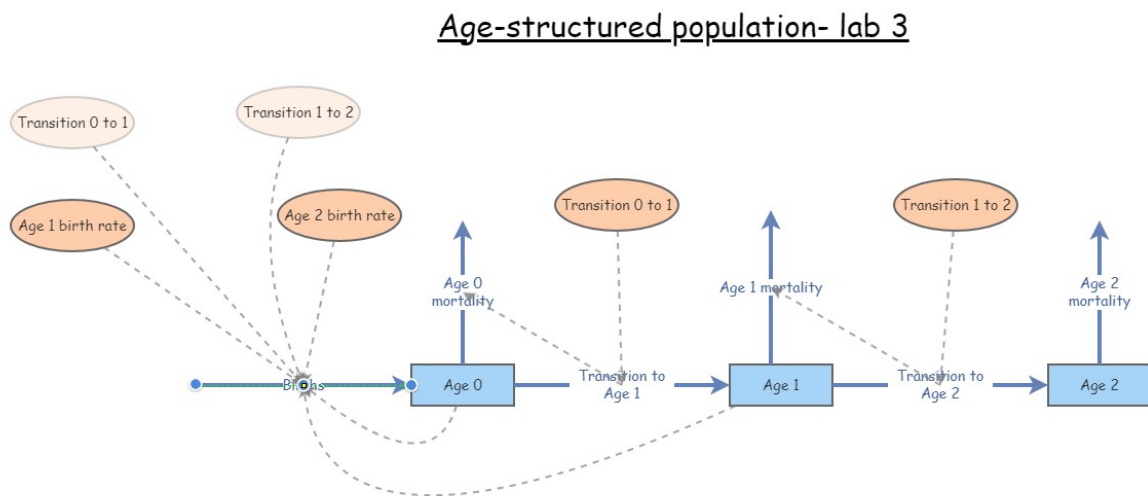 Age-structured population- lab 3
Transition 0 to 1
Transition 1 to 2
Age 1 birth rate
Age 2 birth rate
Transition 0 to 1
Transition 1 to 2
Age 0
mortality
Age 1 mortality
Age 2
mortality
Births
Age 0
Transition to
Age 1
Age 1
Transition to
Age 2
Age 2